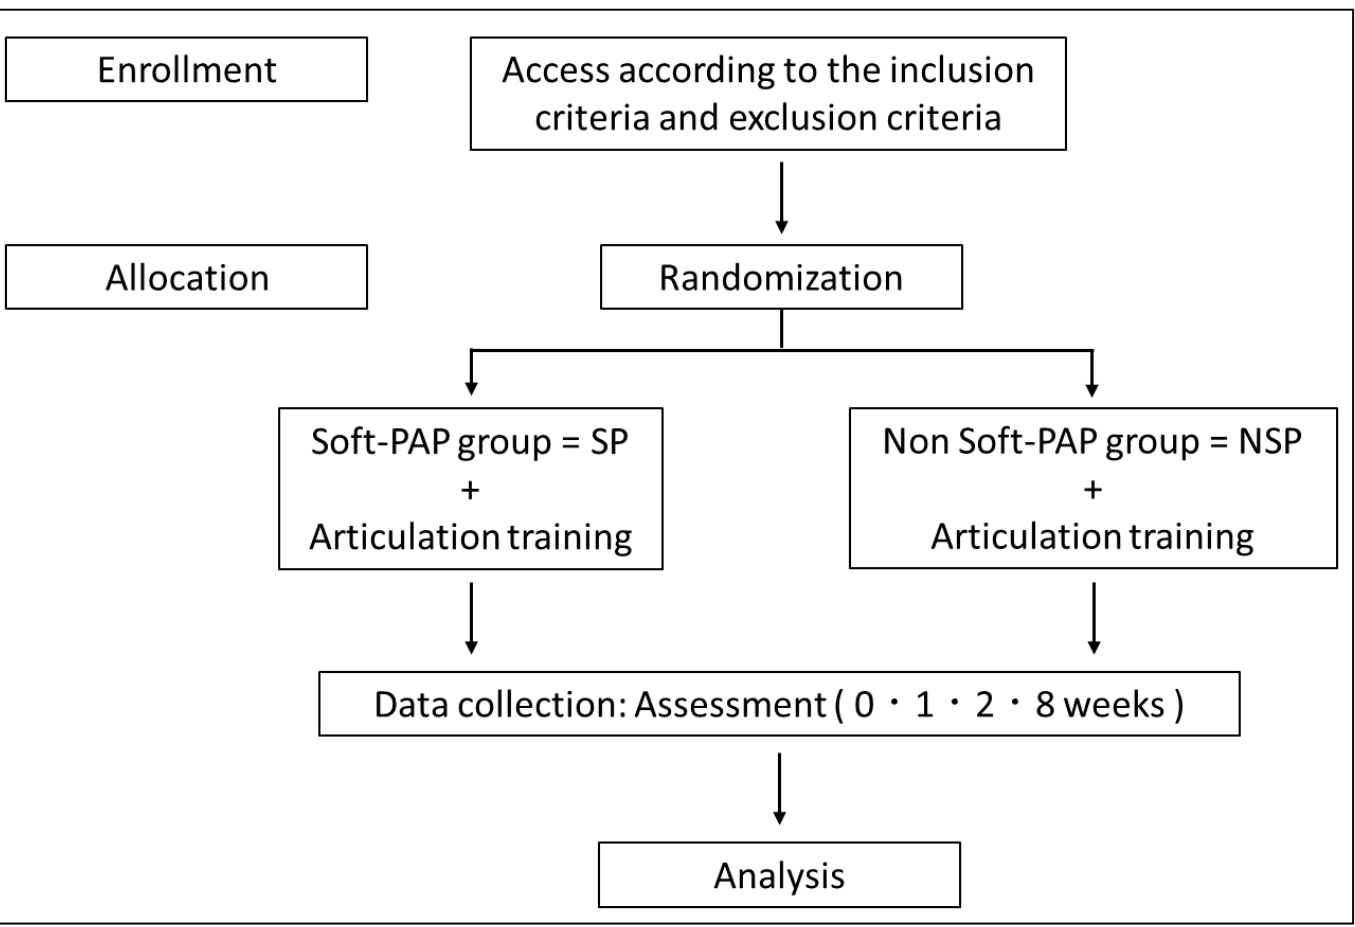 Enrollment
Access according to the inclusion
criteria and exclusion criteria
Allocation
Randomization
Soft-PAP group = SP
+
Articulation training
Non Soft-PAP group = NSP
+
Articulation training
Data collection: Assessment ( 0・1・2・8 weeks )
Analysis